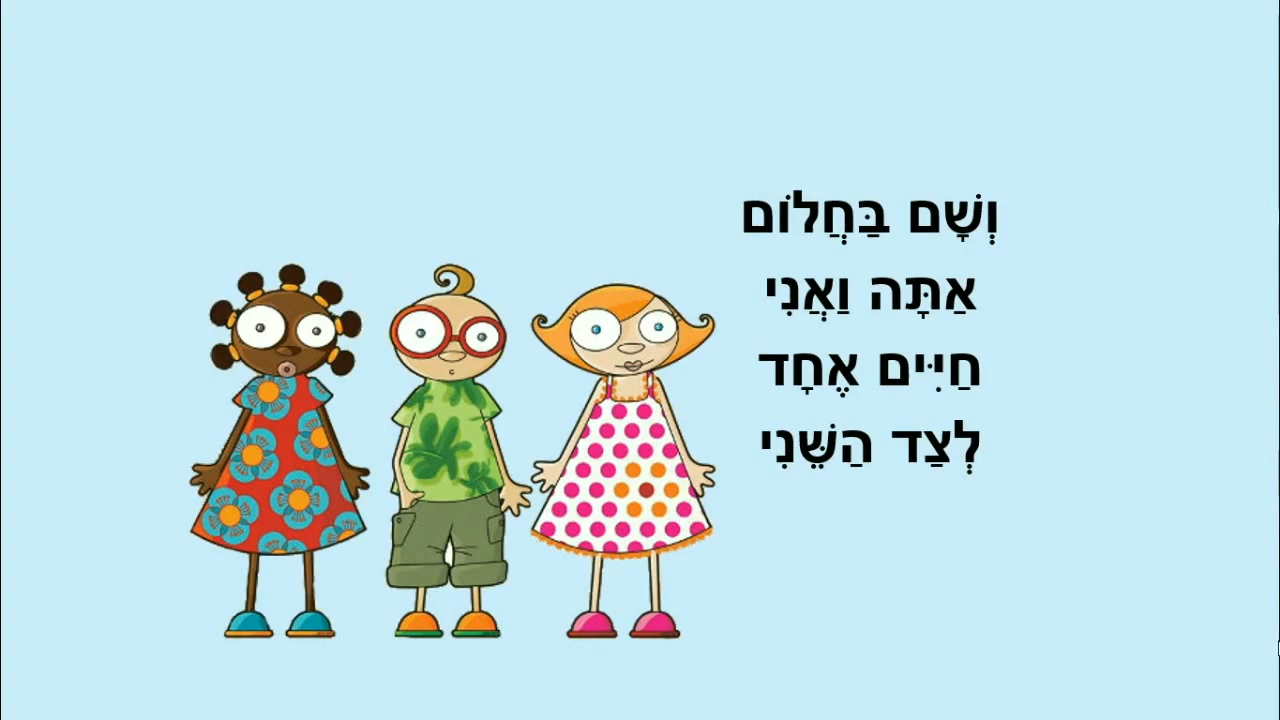 וְשָׁם בַּחֲלוֹם
אַתָּה וַאֲנִי
חַיִּים אֶחָד
לְצַד הַשֵּׁנִי